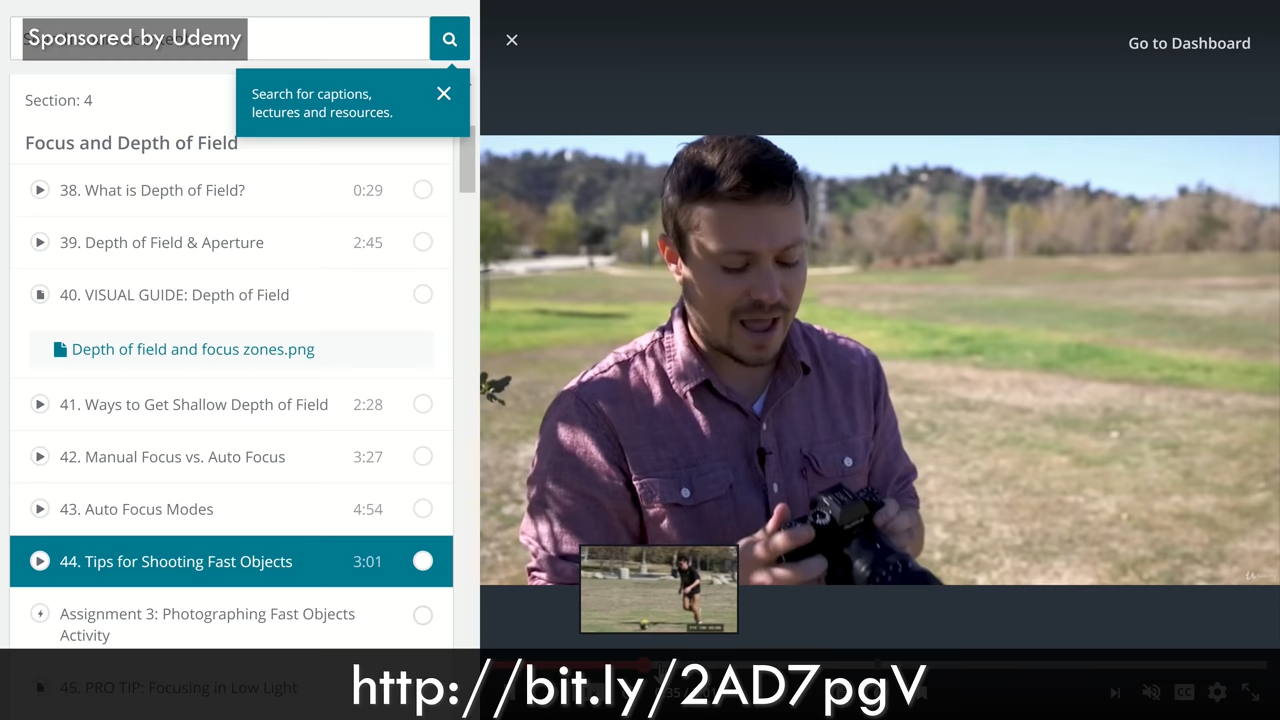 Sponsored by Udemy
Go to Dashboard
Search for captions,
lectures and resources.
Section: 4
Focus and Depth of Field
38. What is Depth of Field? 0:29
39. Depth of Field & Aperture 2:45
40. VISUAL GUIDE: Depth of Field
Depth of field and focus zones.png
41. Ways to Get Shallow Depth of Field 2:28
42. Manual Focus vs. Auto Focus 3:27
43. Auto Focus Modes 4:54
44. Tips for Shooting Fast Objects 3:01
Assignment 3: Photographing Fast Objects
Activity
45. PRO TIP: Focusing in Low Light
http://bit.ly/2AD7pgV
CC